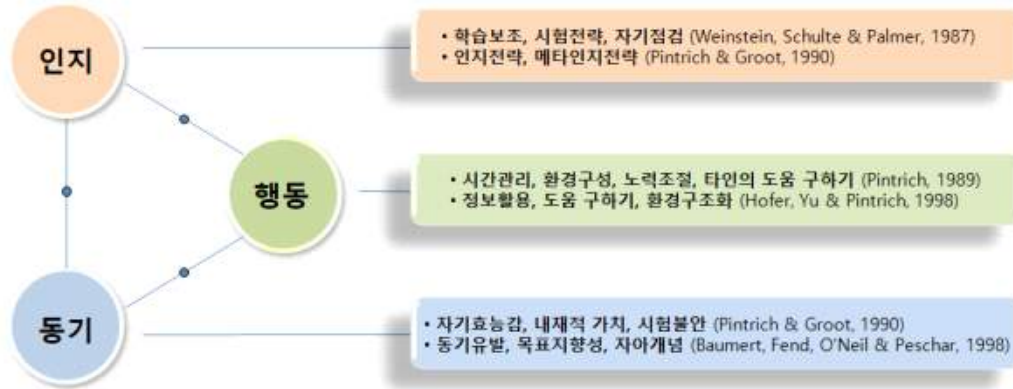 인지
• 학습보조, 시험전략, 자기점검 (Weinstein, Schulte & Palmer, 1987)
• 인지전략, 메타인지전략 (Pintrich & Groot, 1990)
행동
• 시간관리, 환경구성, 노력조절, 타인의 도움 구하기 (Pintrich, 1989)
• 정보활용, 도움 구하기, 환경구조화 (Hofer, Yu & Pintrich, 1998)
동기
• 자기효능감, 내재적 가치, 시험불안 (Pintrich & Groot, 1990)
• 동기유발, 목표지향성, 자아개념 (Baumert, Fend, O'Neil & Peschar, 1998)